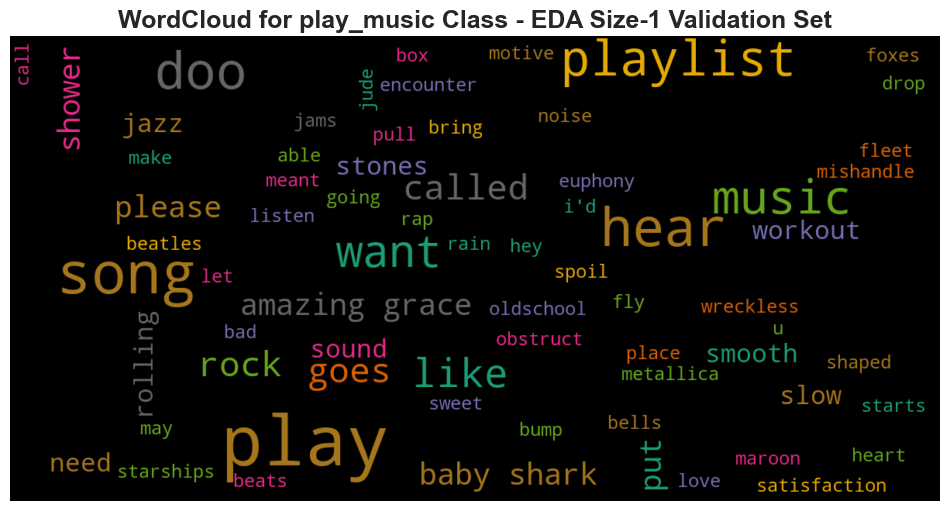 WordCloud for play_music Class - EDA Size-1 Validation Set
call
shower
doo
box
motive
playlist
foxes
jude
encounter
drop
jazz
jams
pull
bring
noise
make
able
stones
fleet
meant
called
euphony
mishandle
please
going
i'd
music
listen
rap
hear
workout
beatles
want
rain
hey
song
let
spoil
amazing grace
oldschool
fly
wreckless
rolling
bad
obstruct
u
rock
sound
place
smooth
shaped
goes
like
metallica
slow
sweet
starts
may
play
bump
bells
need
starships
beats
baby shark
put
love
maroon
heart
satisfaction